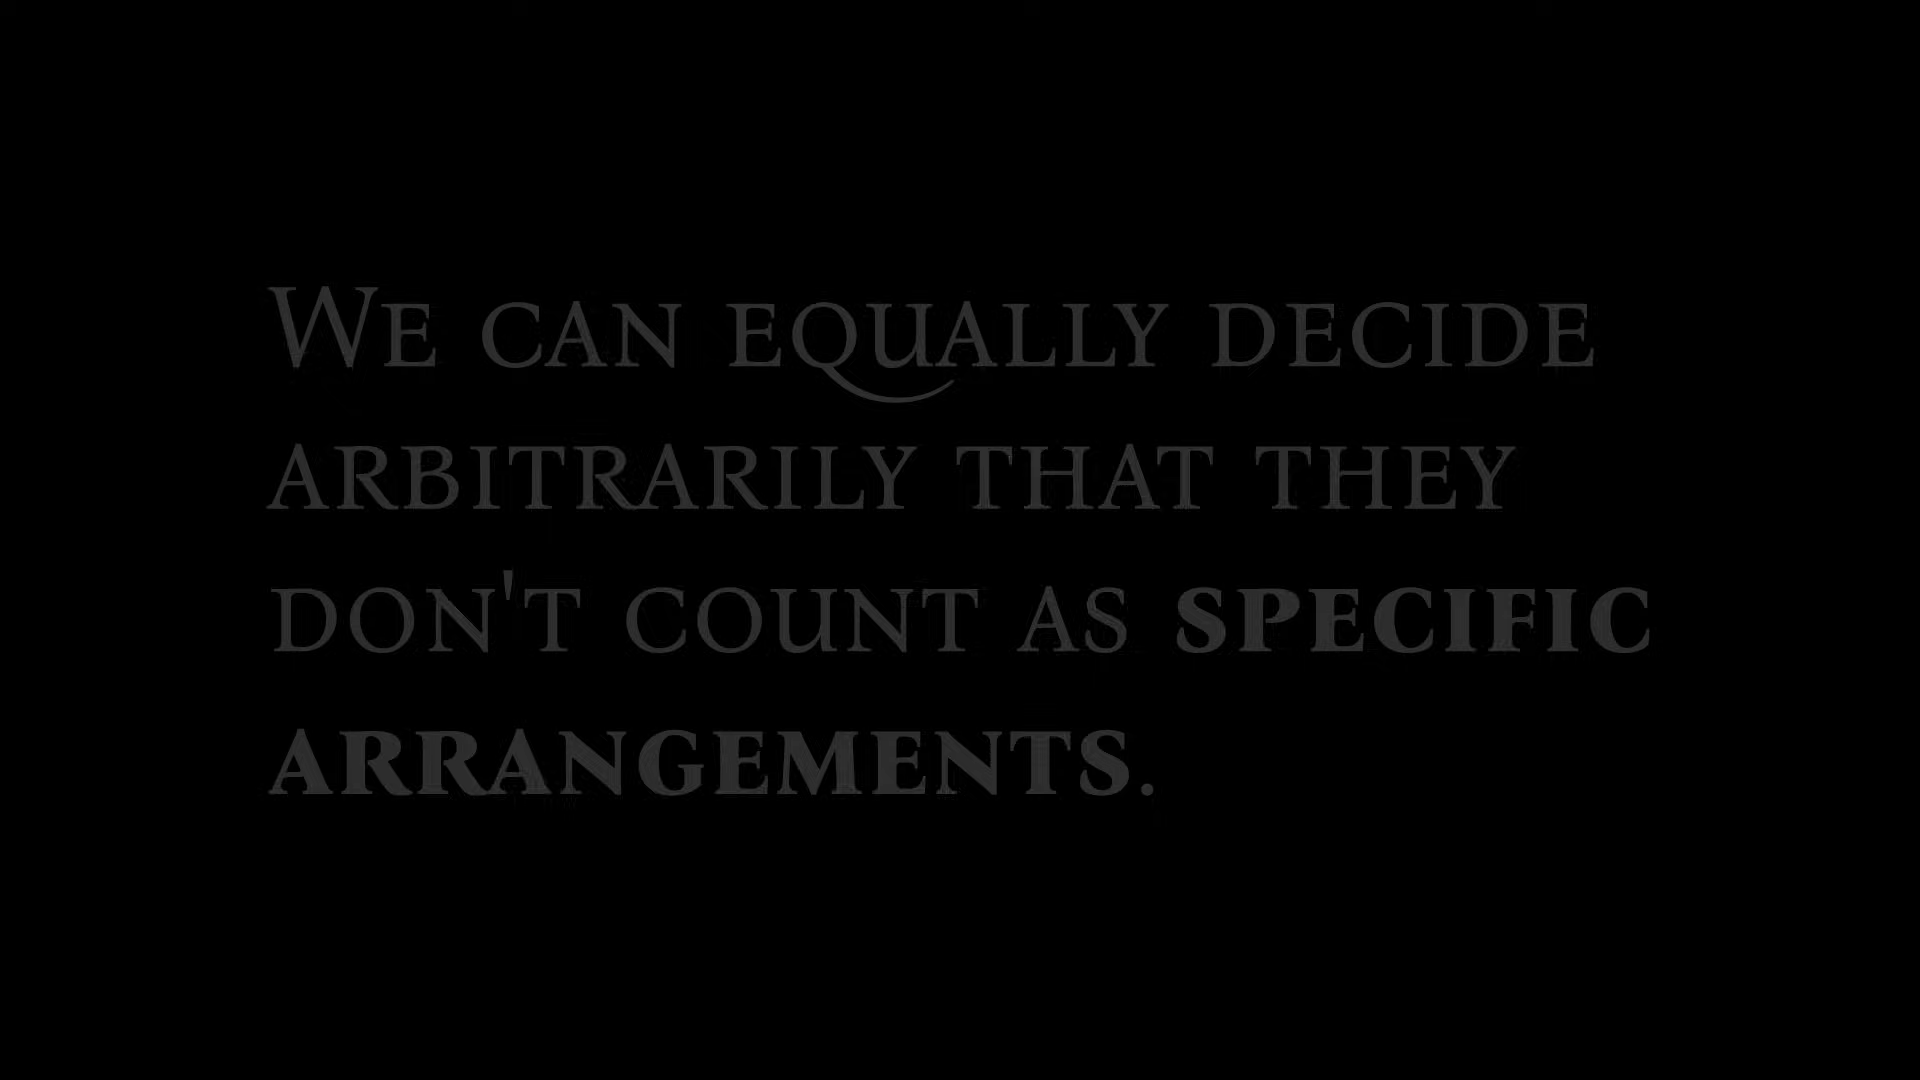 We can equally decide
arbitrarily that they
don't count as specific
arrangements.